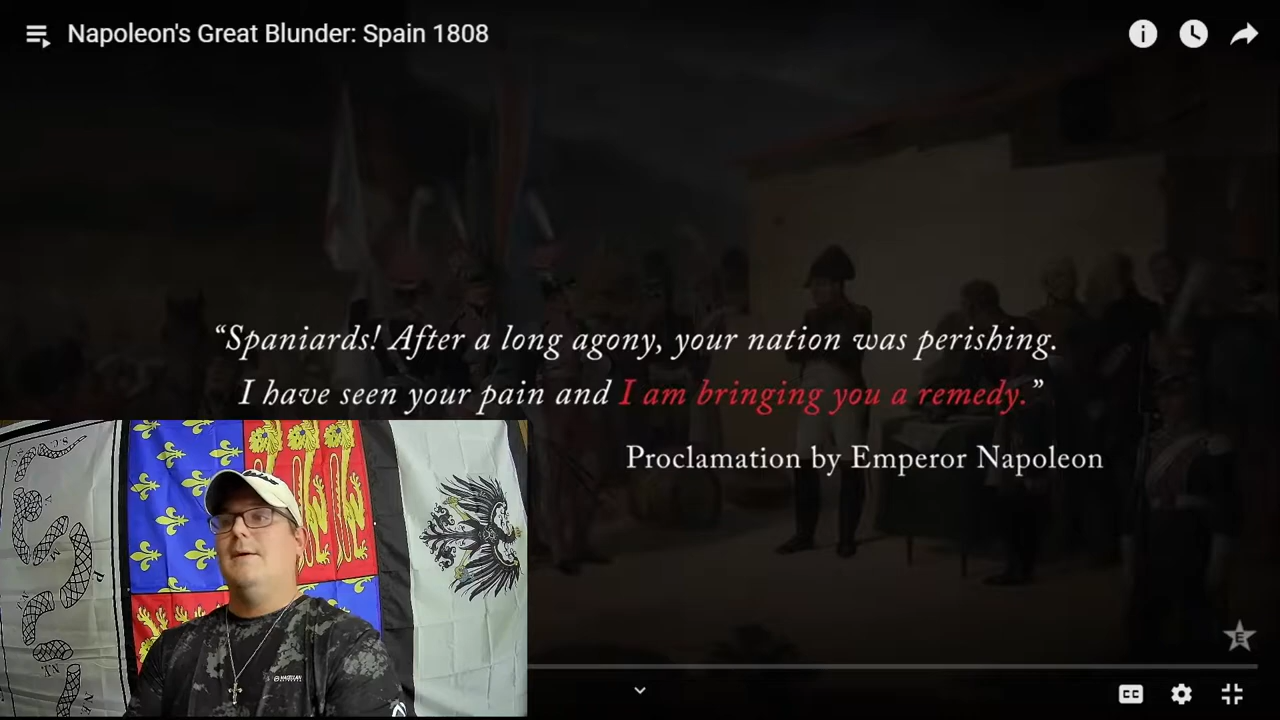 Napoleon's Great Blunder: Spain 1808
“Spaniards! After a long agony, your nation was perishing.
I have seen your pain and I am bringing you a remedy.”
Proclamation by Emperor Napoleon
E
CC
S.C.
V.
M.
P.
N.